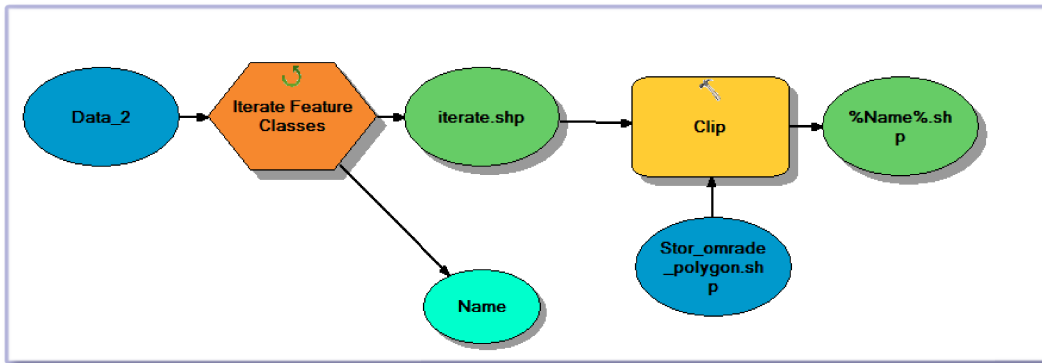 Data_2
Iterate Feature
Classes
iterate.shp
Clip
%Name%.sh
p
Stor_omrade
_polygon.sh
p
Name